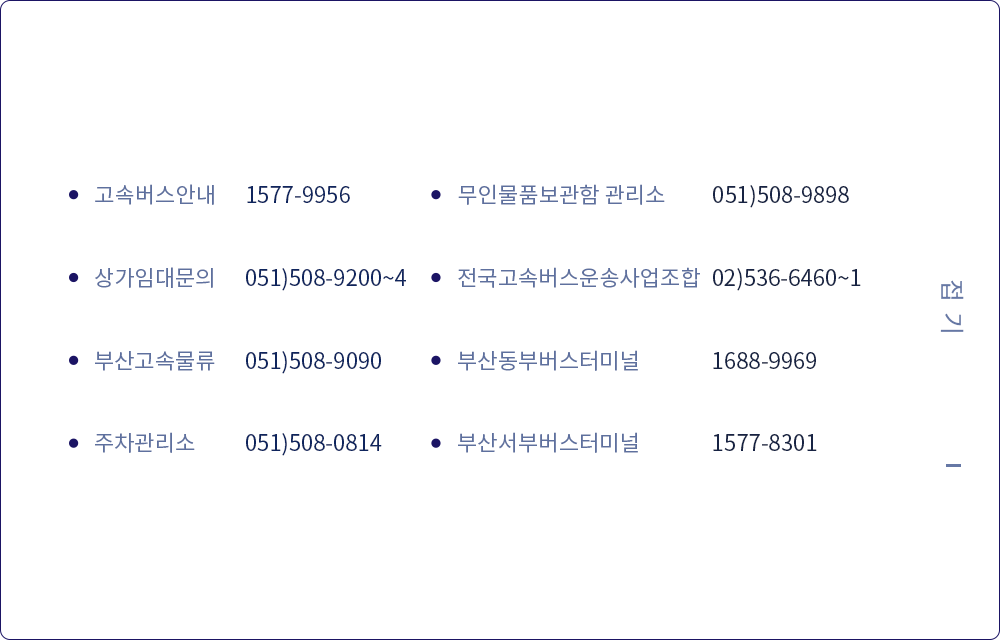 고속버스안내 1577-9956
무인물품보관함 관리소 051)508-9898
상가임대문의 051)508-9200~4
전국고속버스운송사업조합 02)536-6460~1
부산고속물류 051)508-9090
부산동부버스터미널 1688-9969
주차관리소 051)508-0814
부산서부버스터미널 1577-8301
접기